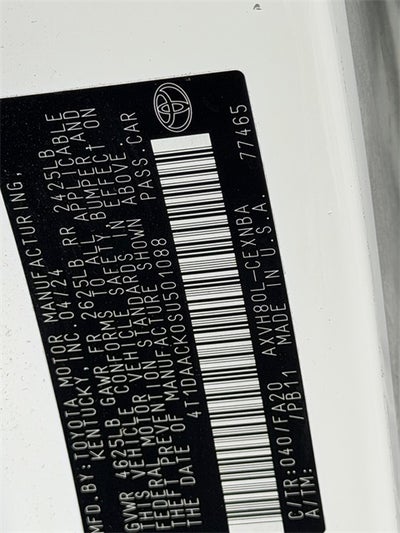 MFD.BY:TOYOTA MOTOR MANUFACTURING,
KENTUCKY, INC. 04/24
GVWR 4625LB GAWR FR 2625LB RR 2425LB
THIS VEHICLE CONFORMS TO ALL APPLICABLE
FEDERAL MOTOR VEHICLE SAFETY, BUMPER, AND
THEFT PREVENTION STANDARDS IN EFFECT ON
THE DATE OF MANUFACTURE SHOWN ABOVE.
4T1DAACK0SU501088 PASS.CAR
C/TR:040/FA20 AXVH80L-CEXNBA 77465
A/TM: /PB11 MADE IN U.S.A.